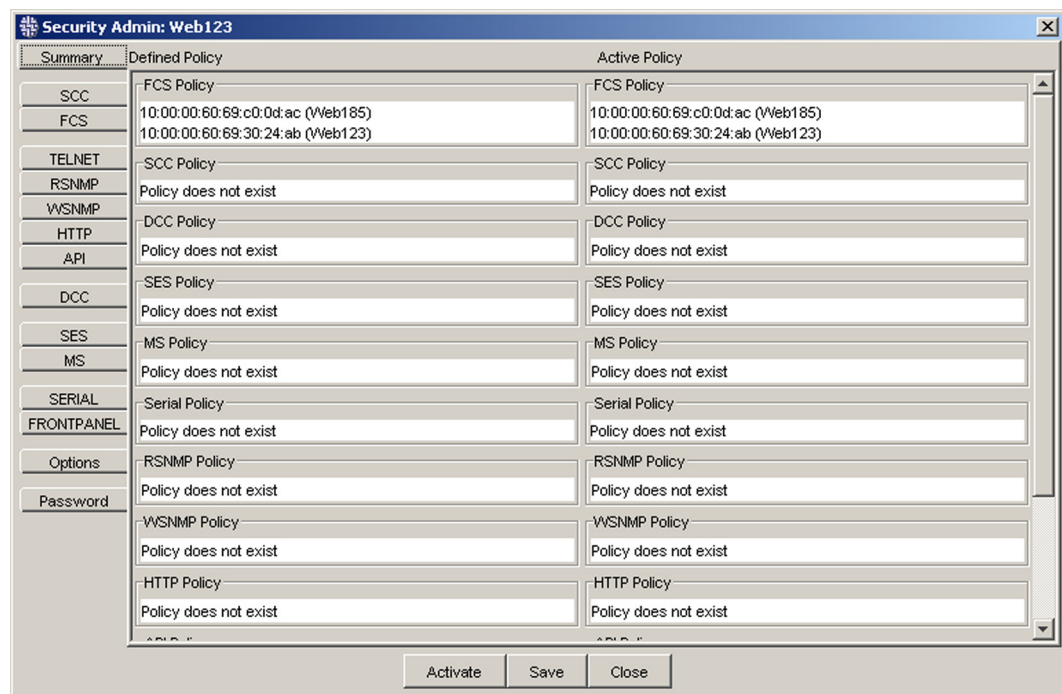 Security Admin: Web123
Summary
Defined Policy
Active Policy
SCC
FCS
TELNET
RSNMP
WSNMP
HTTP
API
DCC
SES
MS
SERIAL
FRONTPANEL
Options
Password
FCS Policy
10:00:00:60:69:c0:0d:ac (Web185)
10:00:00:60:69:30:24:ab (Web123)
FCS Policy
10:00:00:60:69:c0:0d:ac (Web185)
10:00:00:60:69:30:24:ab (Web123)
SCC Policy
Policy does not exist
SCC Policy
Policy does not exist
DCC Policy
Policy does not exist
DCC Policy
Policy does not exist
SES Policy
Policy does not exist
SES Policy
Policy does not exist
MS Policy
Policy does not exist
MS Policy
Policy does not exist
Serial Policy
Policy does not exist
Serial Policy
Policy does not exist
RSNMP Policy
Policy does not exist
RSNMP Policy
Policy does not exist
WSNMP Policy
Policy does not exist
WSNMP Policy
Policy does not exist
HTTP Policy
Policy does not exist
HTTP Policy
Policy does not exist
Activate
Save
Close